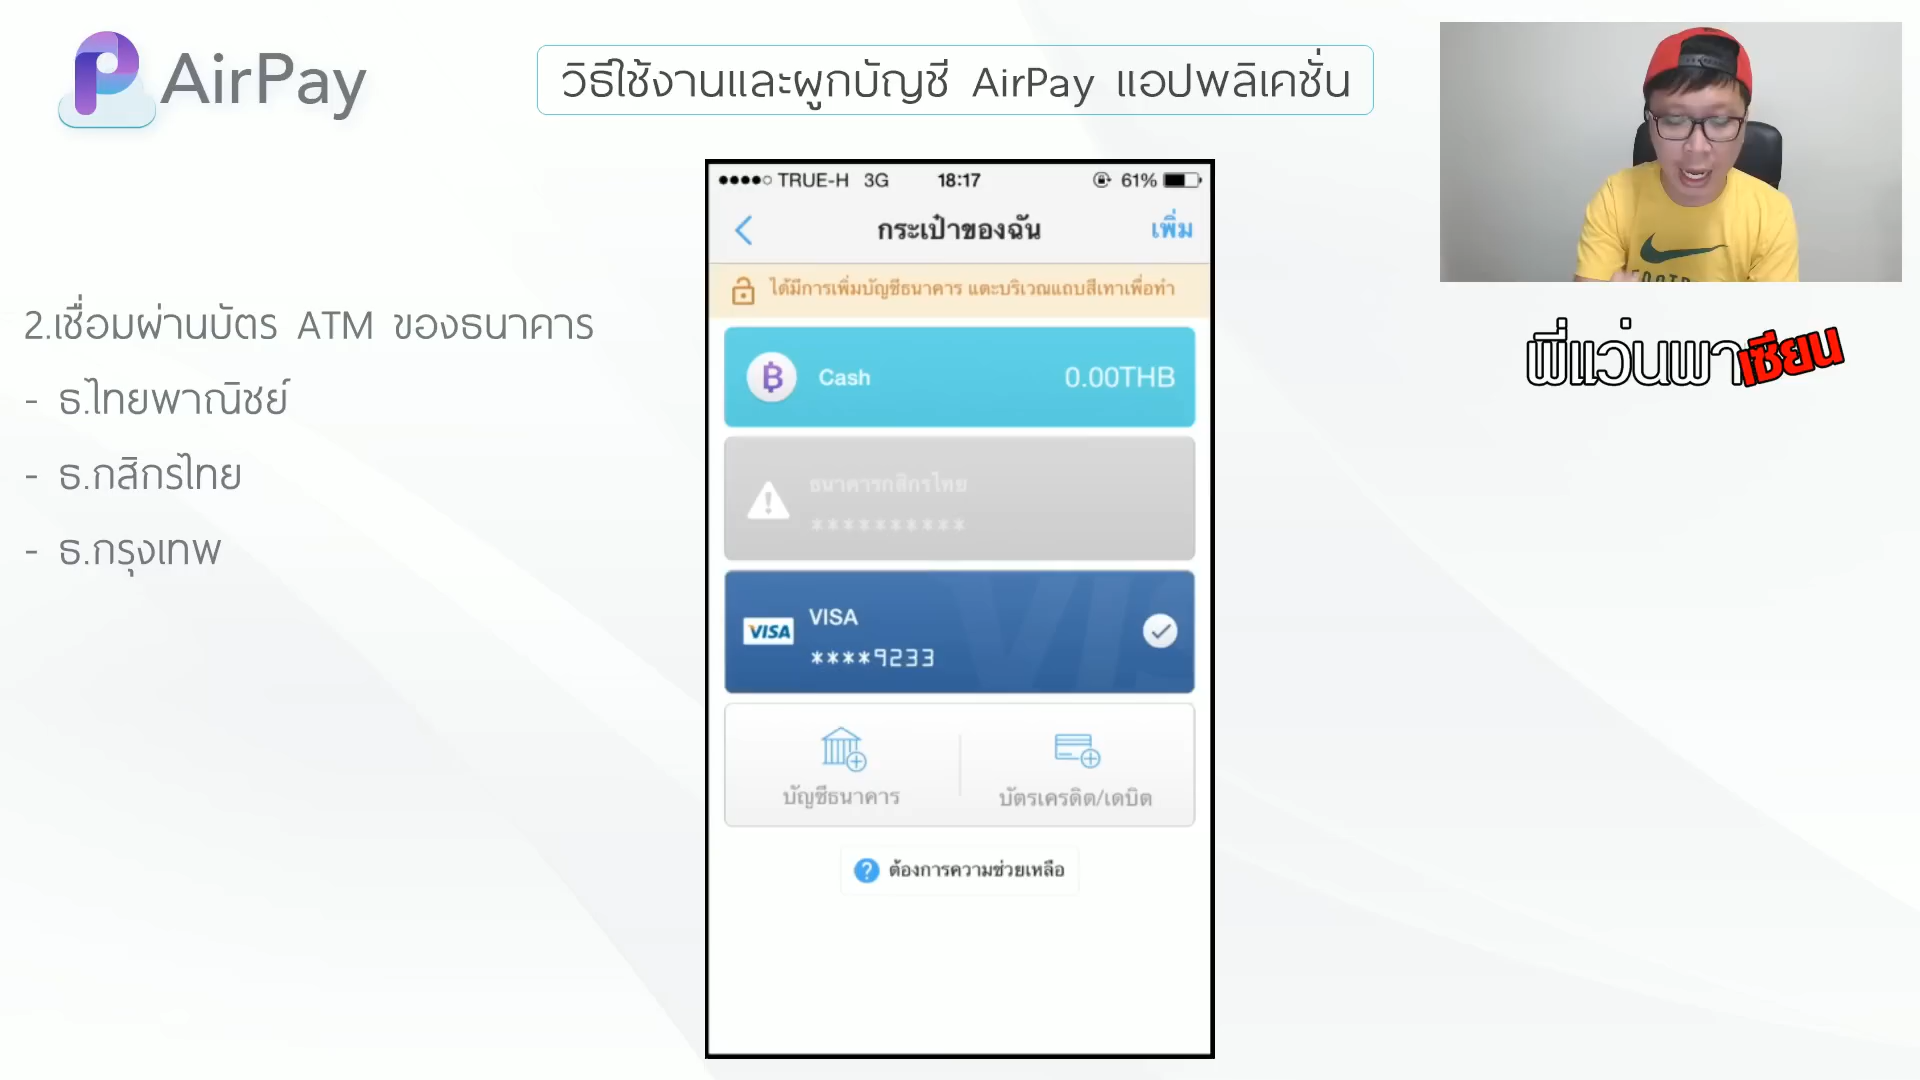 AirPay
วิธีใช้งานและผูกบัญชี AirPay แอปพลิเคชั่น
2.เชื่อมผ่านบัตร ATM ของธนาคาร
- ธ.ไทยพาณิชย์
- ธ.กสิกรไทย
- ธ.กรุงเทพ
TRUE-H 3G 18:17 61%
กระเป๋าของฉัน เพิ่ม
ได้มีการเพิ่มบัญชีธนาคาร แตะบริเวณแถบสีเทาเพื่อทำ
Cash 0.00THB
ธนาคารกสิกรไทย
**********
VISA
VISA
****9233
บัญชีธนาคาร บัตรเครดิต/เดบิต
? ต้องการความช่วยเหลือ
พี่แว่นพาเซียน